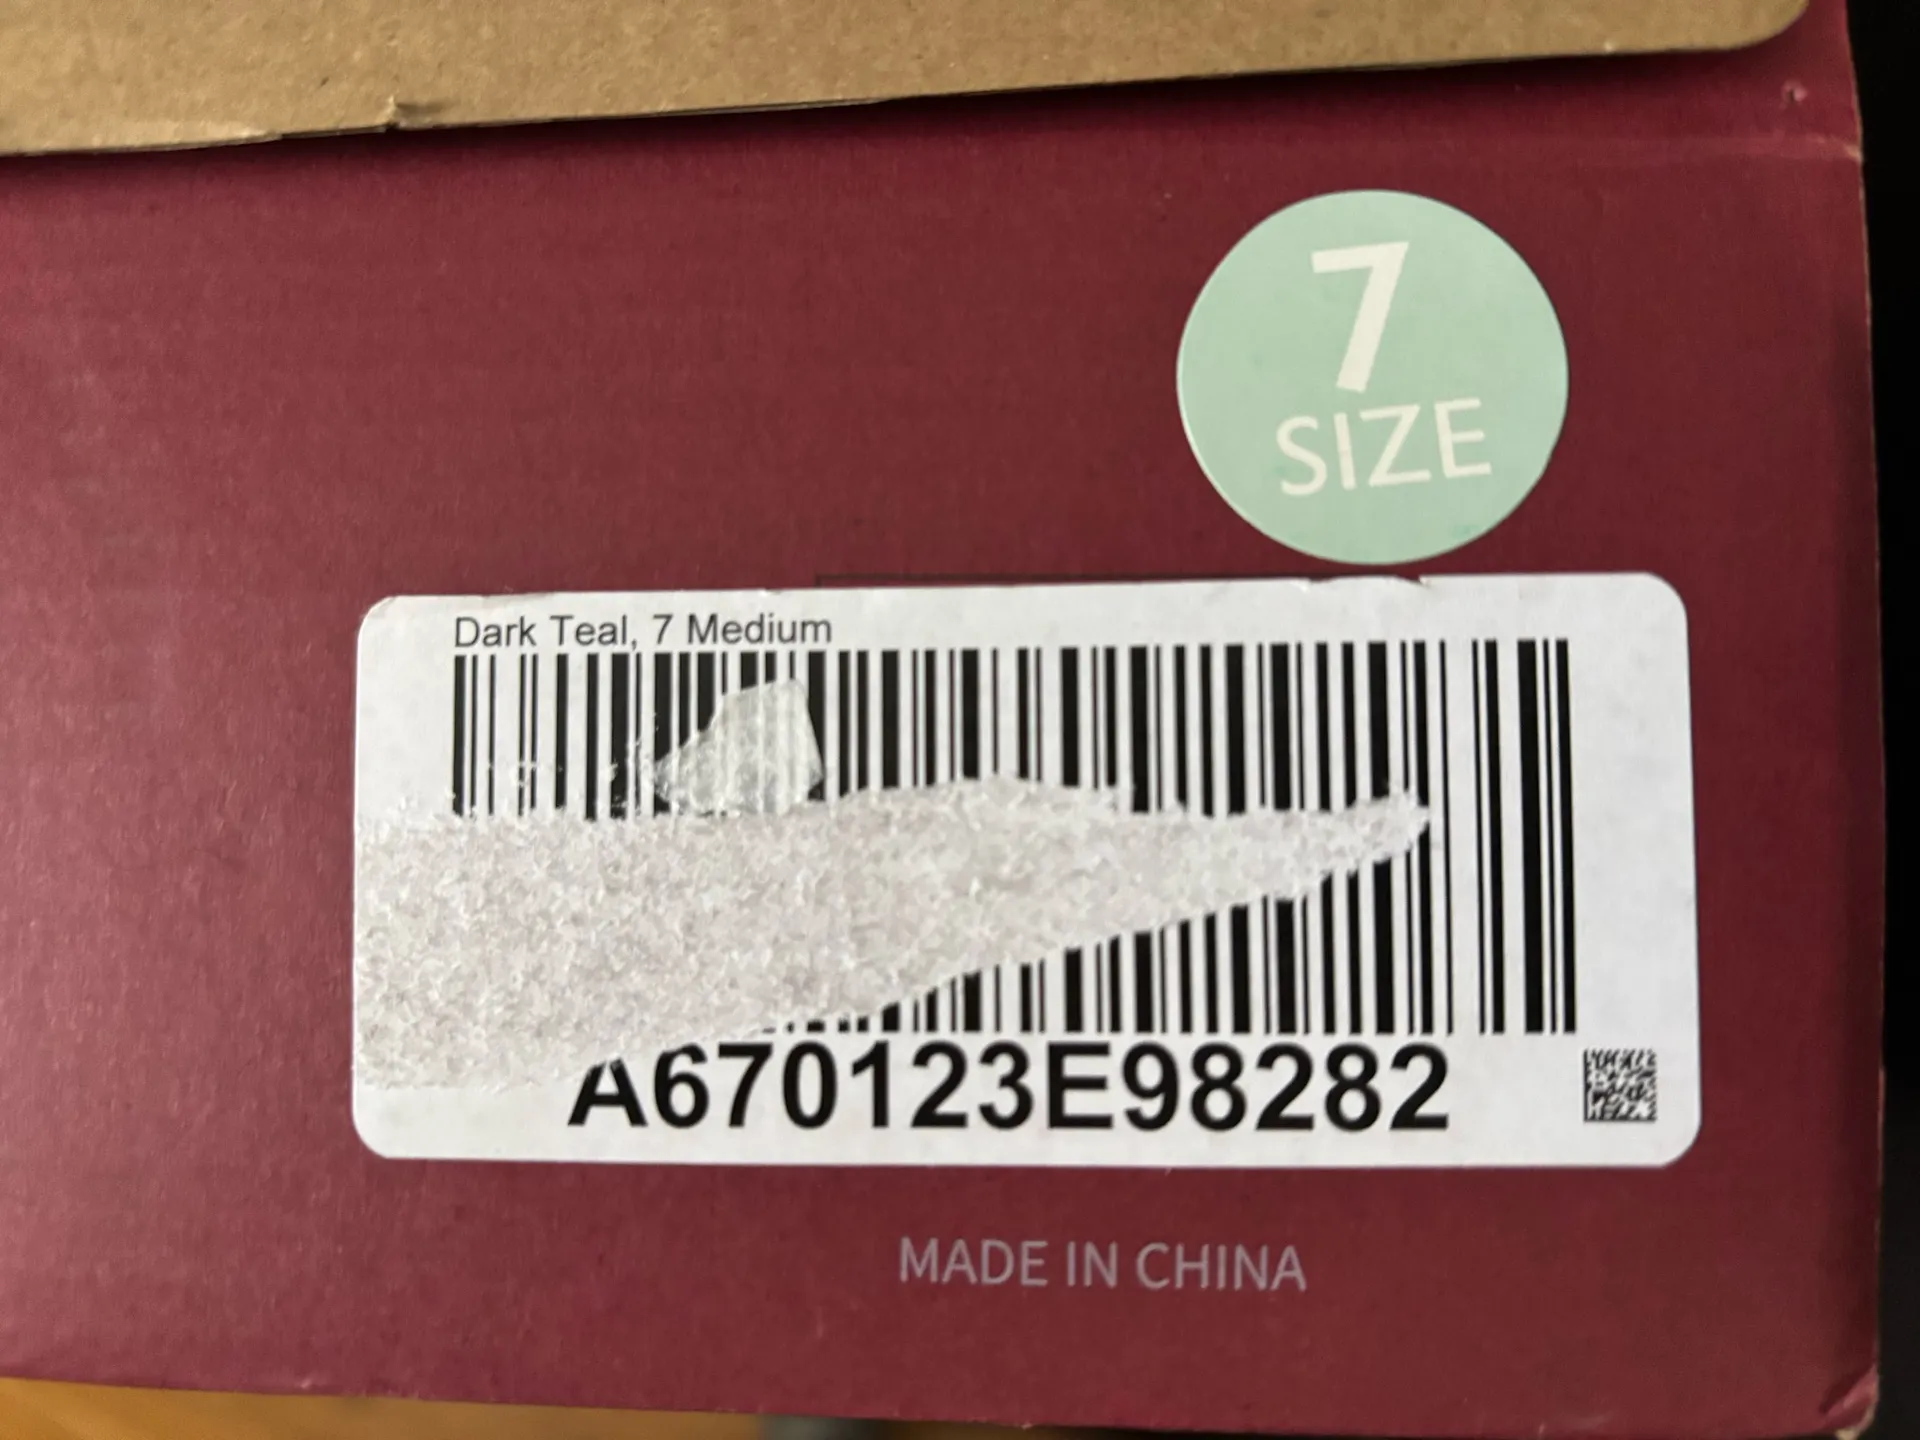 7
SIZE
Dark Teal, 7 Medium
A670123E98282
MADE IN CHINA